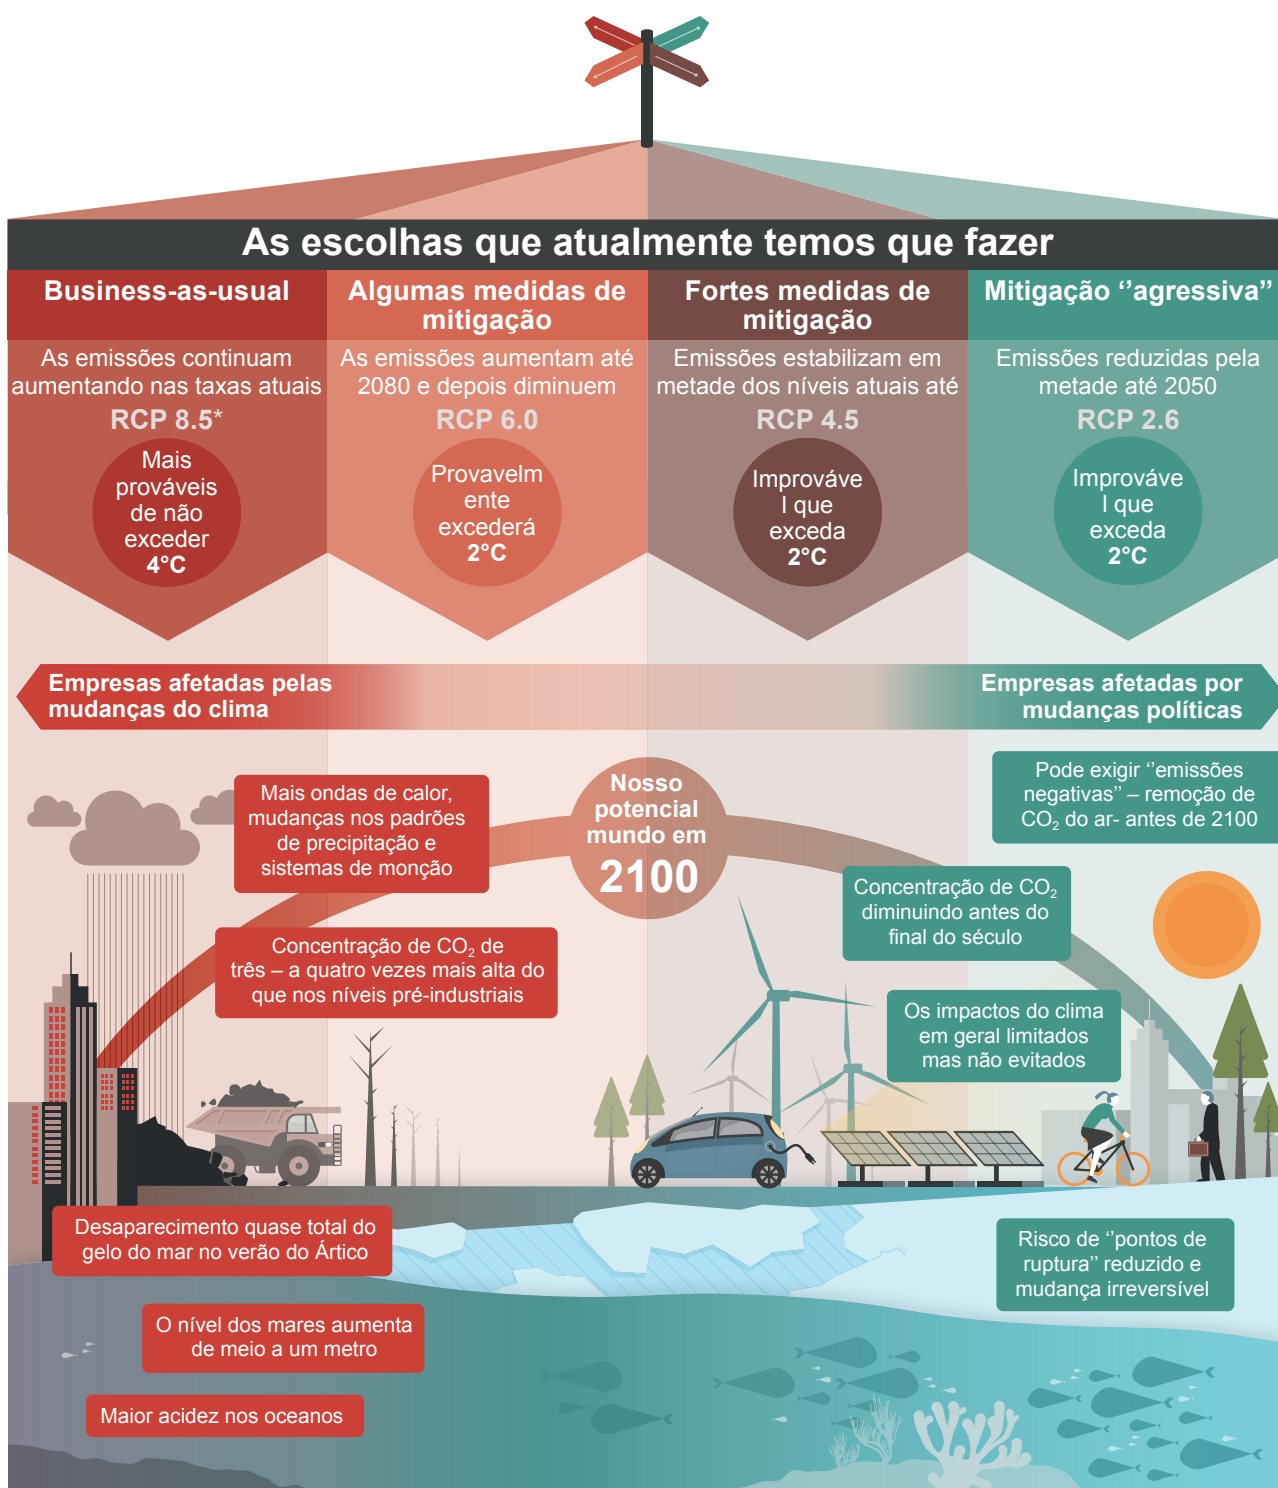 As escolhas que atualmente temos que fazer
Business-as-usual
As emissões continuam
aumentando nas taxas atuais
RCP 8.5*
Mais
prováveis
de não
exceder
4°C
Algumas medidas de
mitigação
As emissões aumentam até
2080 e depois diminuem
RCP 6.0
Provavelm
ente
excederá
2°C
Fortes medidas de
mitigação
Emissões estabilizam em
metade dos níveis atuais até
RCP 4.5
Improváve
l que
exceda
2°C
Mitigação ‘‘agressiva’’
Emissões reduzidas pela
metade até 2050
RCP 2.6
Improváve
l que
exceda
2°C
Empresas afetadas pelas
mudanças do clima
Empresas afetadas por
mudanças políticas
Nosso
potencial
mundo em
2100
Mais ondas de calor,
mudanças nos padrões
de precipitação e
sistemas de monção
Concentração de CO₂ de
três – a quatro vezes mais alta do
que nos níveis pré-industriais
Pode exigir ‘‘emissões
negativas’’ – remoção de
CO₂ do ar- antes de 2100
Concentração de CO₂
diminuindo antes do
final do século
Os impactos do clima
em geral limitados
mas não evitados
Desaparecimento quase total do
gelo do mar no verão do Ártico
O nível dos mares aumenta
de meio a um metro
Maior acidez nos oceanos
Risco de ‘‘pontos de
ruptura’’ reduzido e
mudança irreversível